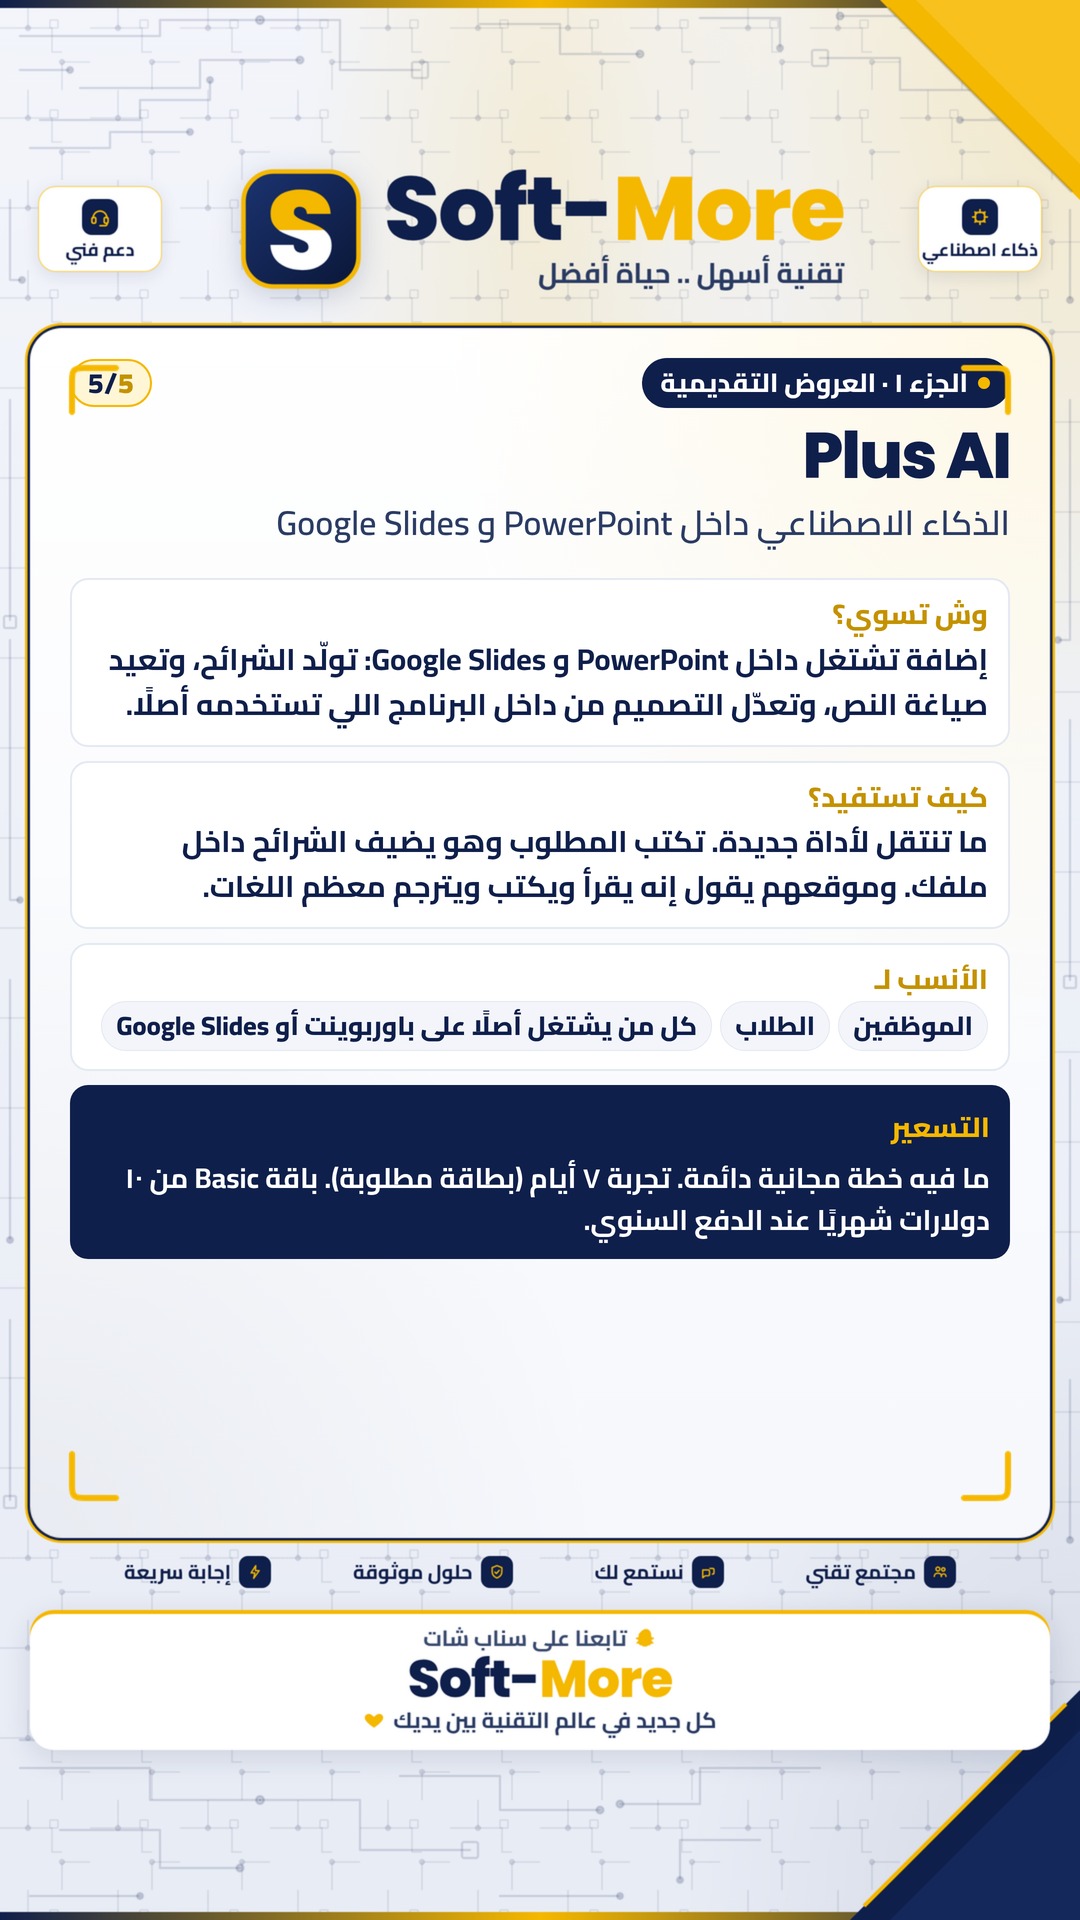 ذكاء اصطناعي
Soft-More
تقنية أسهل .. حياة أفضل
S
دعم فني
الجزء ١ · العروض التقديمية
5/5
Plus AI
الذكاء الاصطناعي داخل PowerPoint و Google Slides
وش تسوي؟
إضافة تشتغل داخل PowerPoint و Google Slides: تولّد الشرائح، وتعيد
صياغة النص، وتعدّل التصميم من داخل البرنامج اللي تستخدمه أصلًا.
كيف تستفيد؟
ما تنتقل لأداة جديدة. تكتب المطلوب وهو يضيف الشرائح داخل
ملفك. وموقعهم يقول إنه يقرأ ويكتب ويترجم معظم اللغات.
الأنسب لـ
الموظفين
الطلاب
كل من يشتغل أصلًا على باوربوينت أو Google Slides
التسعير
ما فيه خطة مجانية دائمة. تجربة ٧ أيام (بطاقة مطلوبة). باقة Basic من ١٠
دولارات شهريًا عند الدفع السنوي.
مجتمع تقني
نستمع لك
حلول موثوقة
إجابة سريعة
تابعنا على سناب شات
Soft-More
كل جديد في عالم التقنية بين يديك